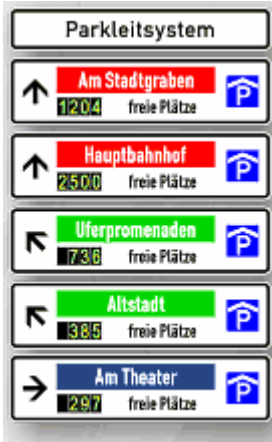 Parkleitsystem
Am Stadtgraben
1204 freie Plätze
P
Hauptbahnhof
2500 freie Plätze
P
Uferpromenaden
736 freie Plätze
P
Altstadt
385 freie Plätze
P
Am Theater
297 freie Plätze
P